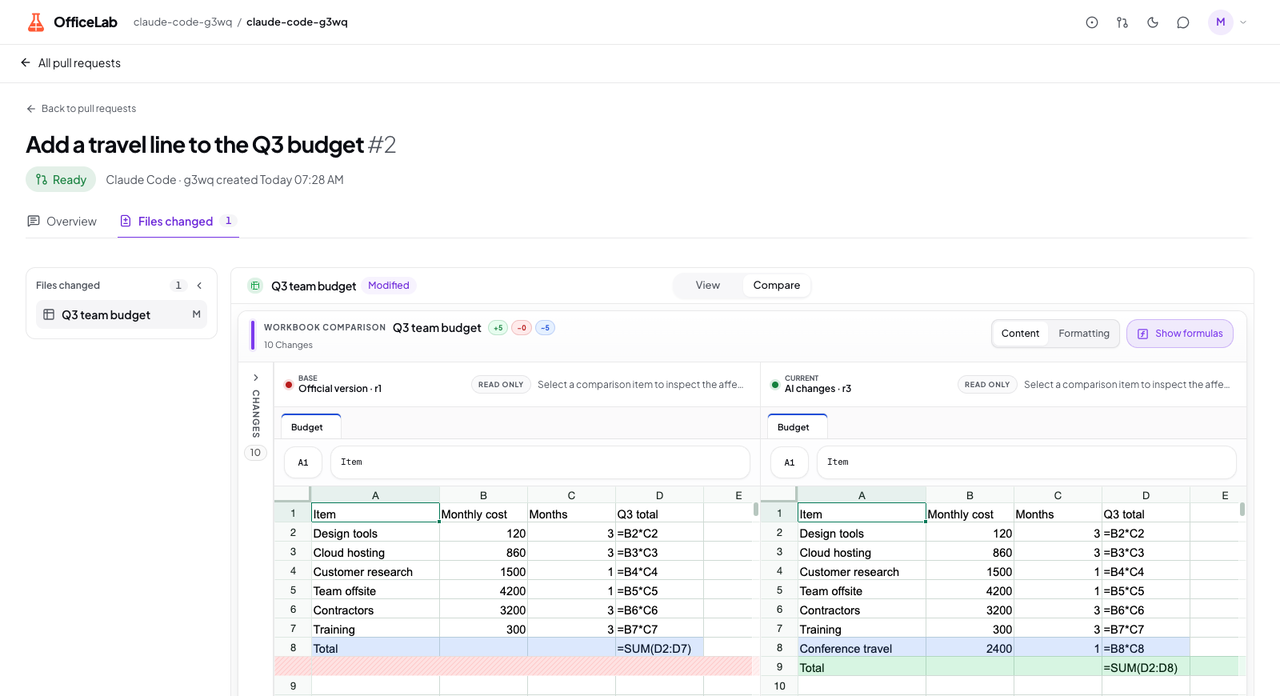 OfficeLab claude-code-g3wq / claude-code-g3wq M
All pull requests
Back to pull requests
Add a travel line to the Q3 budget #2
Ready Claude Code · g3wq created Today 07:28 AM
Overview Files changed 1
Files changed 1
Q3 team budget M
Q3 team budget Modified View Compare
WORKBOOK COMPARISON Q3 team budget +5 -0 ~5
10 Changes
Content Formatting Show formulas
CHANGES
10
BASE
Official version · r1
READ ONLY Select a comparison item to inspect the affe...
Budget
A1 Item
A B C D E
1 Item Monthly cost Months Q3 total
2 Design tools 120 3 =B2*C2
3 Cloud hosting 860 3 =B3*C3
4 Customer research 1500 1 =B4*C4
5 Team offsite 4200 1 =B5*C5
6 Contractors 3200 3 =B6*C6
7 Training 300 3 =B7*C7
8 Total =SUM(D2:D7)
9
CURRENT
AI changes · r3
READ ONLY Select a comparison item to inspect the affe...
Budget
A1 Item
A B C D E
1 Item Monthly cost Months Q3 total
2 Design tools 120 3 =B2*C2
3 Cloud hosting 860 3 =B3*C3
4 Customer research 1500 1 =B4*C4
5 Team offsite 4200 1 =B5*C5
6 Contractors 3200 3 =B6*C6
7 Training 300 3 =B7*C7
8 Conference travel 2400 1 =B8*C8
9 Total =SUM(D2:D8)
10